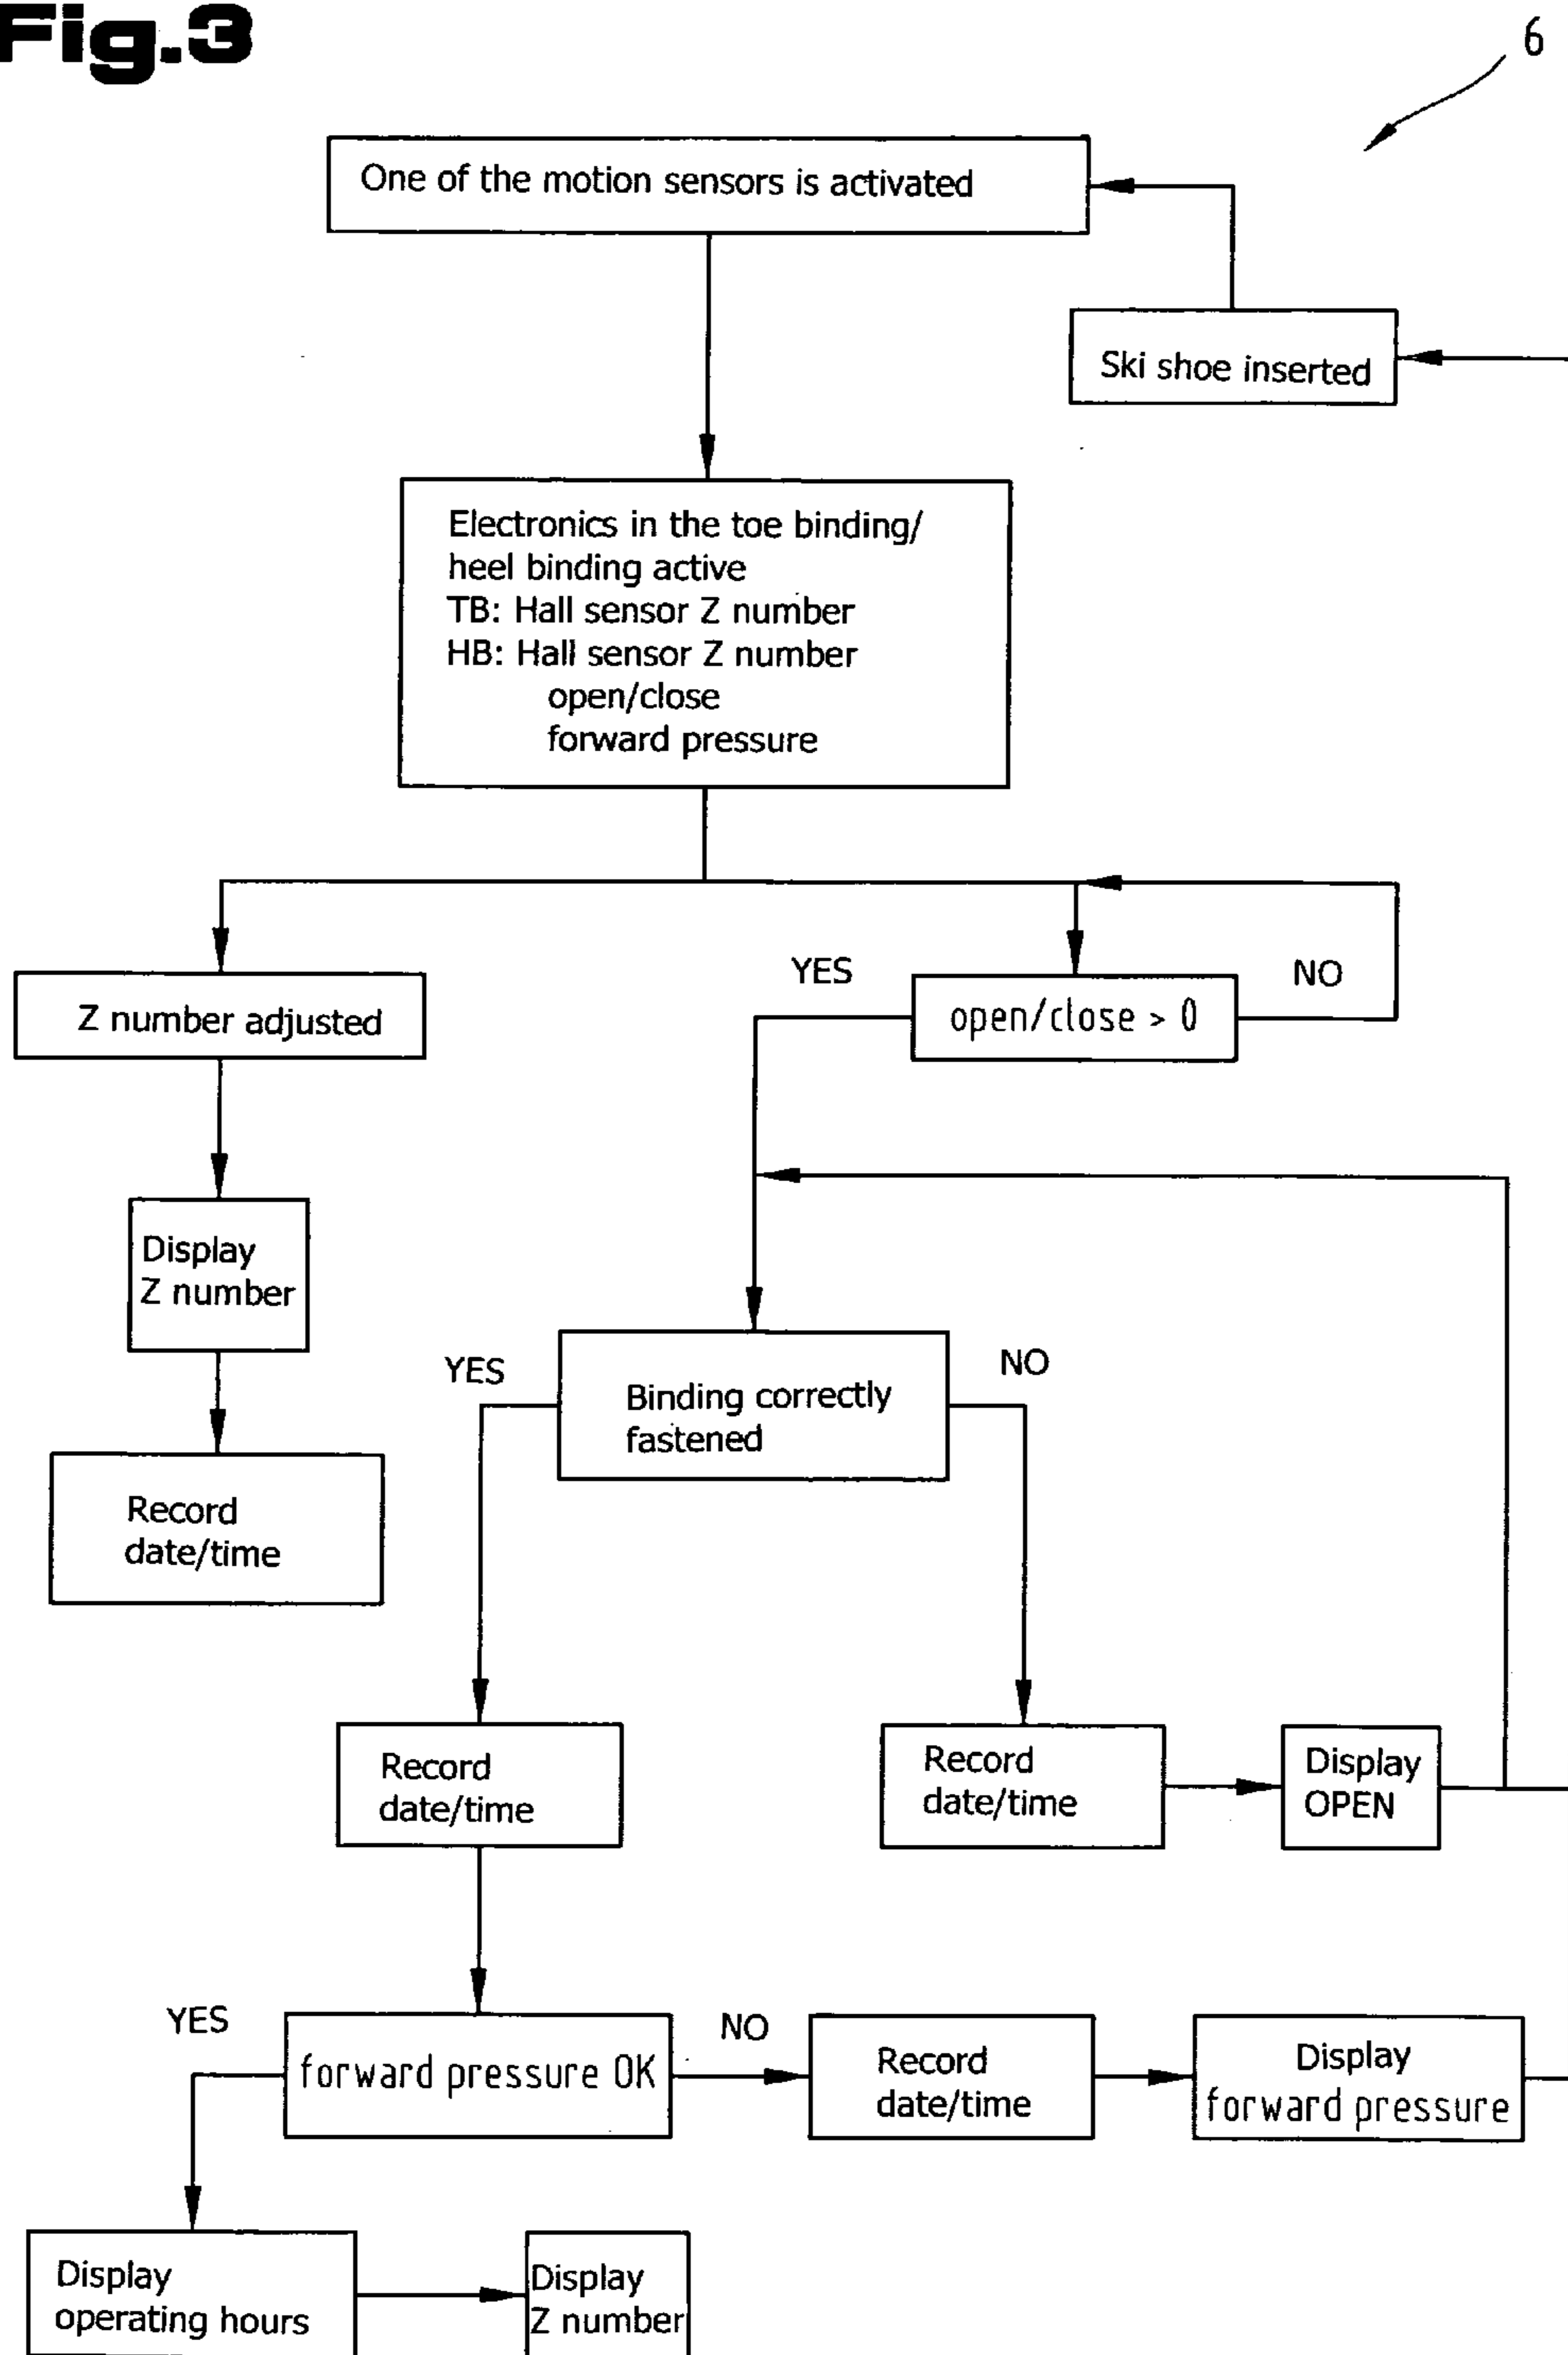 Fig.3
6
One of the motion sensors is activated
Ski shoe inserted
Electronics in the toe binding/
heel binding active
TB: Hall sensor Z number
HB: Hall sensor Z number
open/close
forward pressure
Z number adjusted
YES
open/close > 0
NO
Display
Z number
Record
date/time
YES
Binding correctly
fastened
NO
Record
date/time
Record
date/time
Display
OPEN
YES
forward pressure OK
NO
Record
date/time
Display
forward pressure
Display
operating hours
Display
Z number